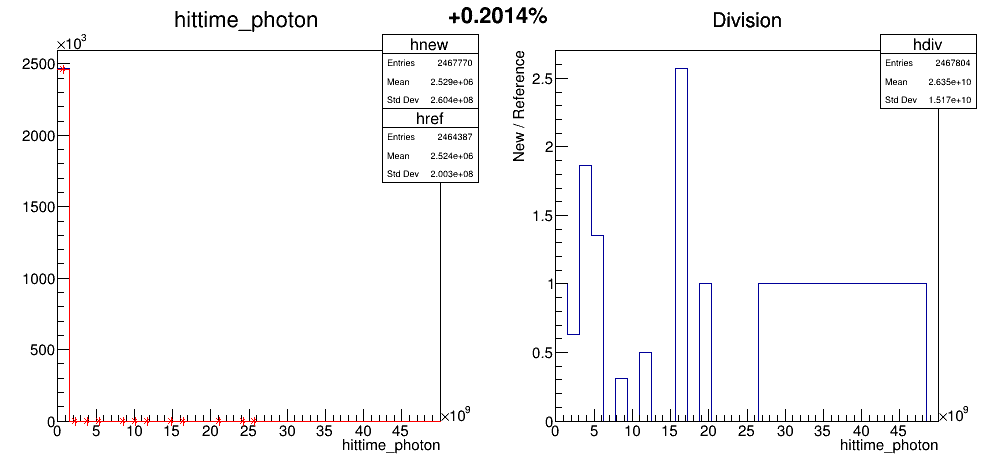 +0.2014%
hittime_photon
×10³
hnew
Entries 2467770
Mean 2.529e+06
Std Dev 2.604e+08
href
Entries 2464387
Mean 2.524e+06
Std Dev 2.003e+08
2500
2000
1500
1000
500
0
0 5 10 15 20 25 30 35 40 45
×10⁹
hittime_photon
Division
hdiv
Entries 2467804
Mean 2.635e+10
Std Dev 1.517e+10
New / Reference
2.5
2
1.5
1
0.5
0
0 5 10 15 20 25 30 35 40 45
×10⁹
hittime_photon